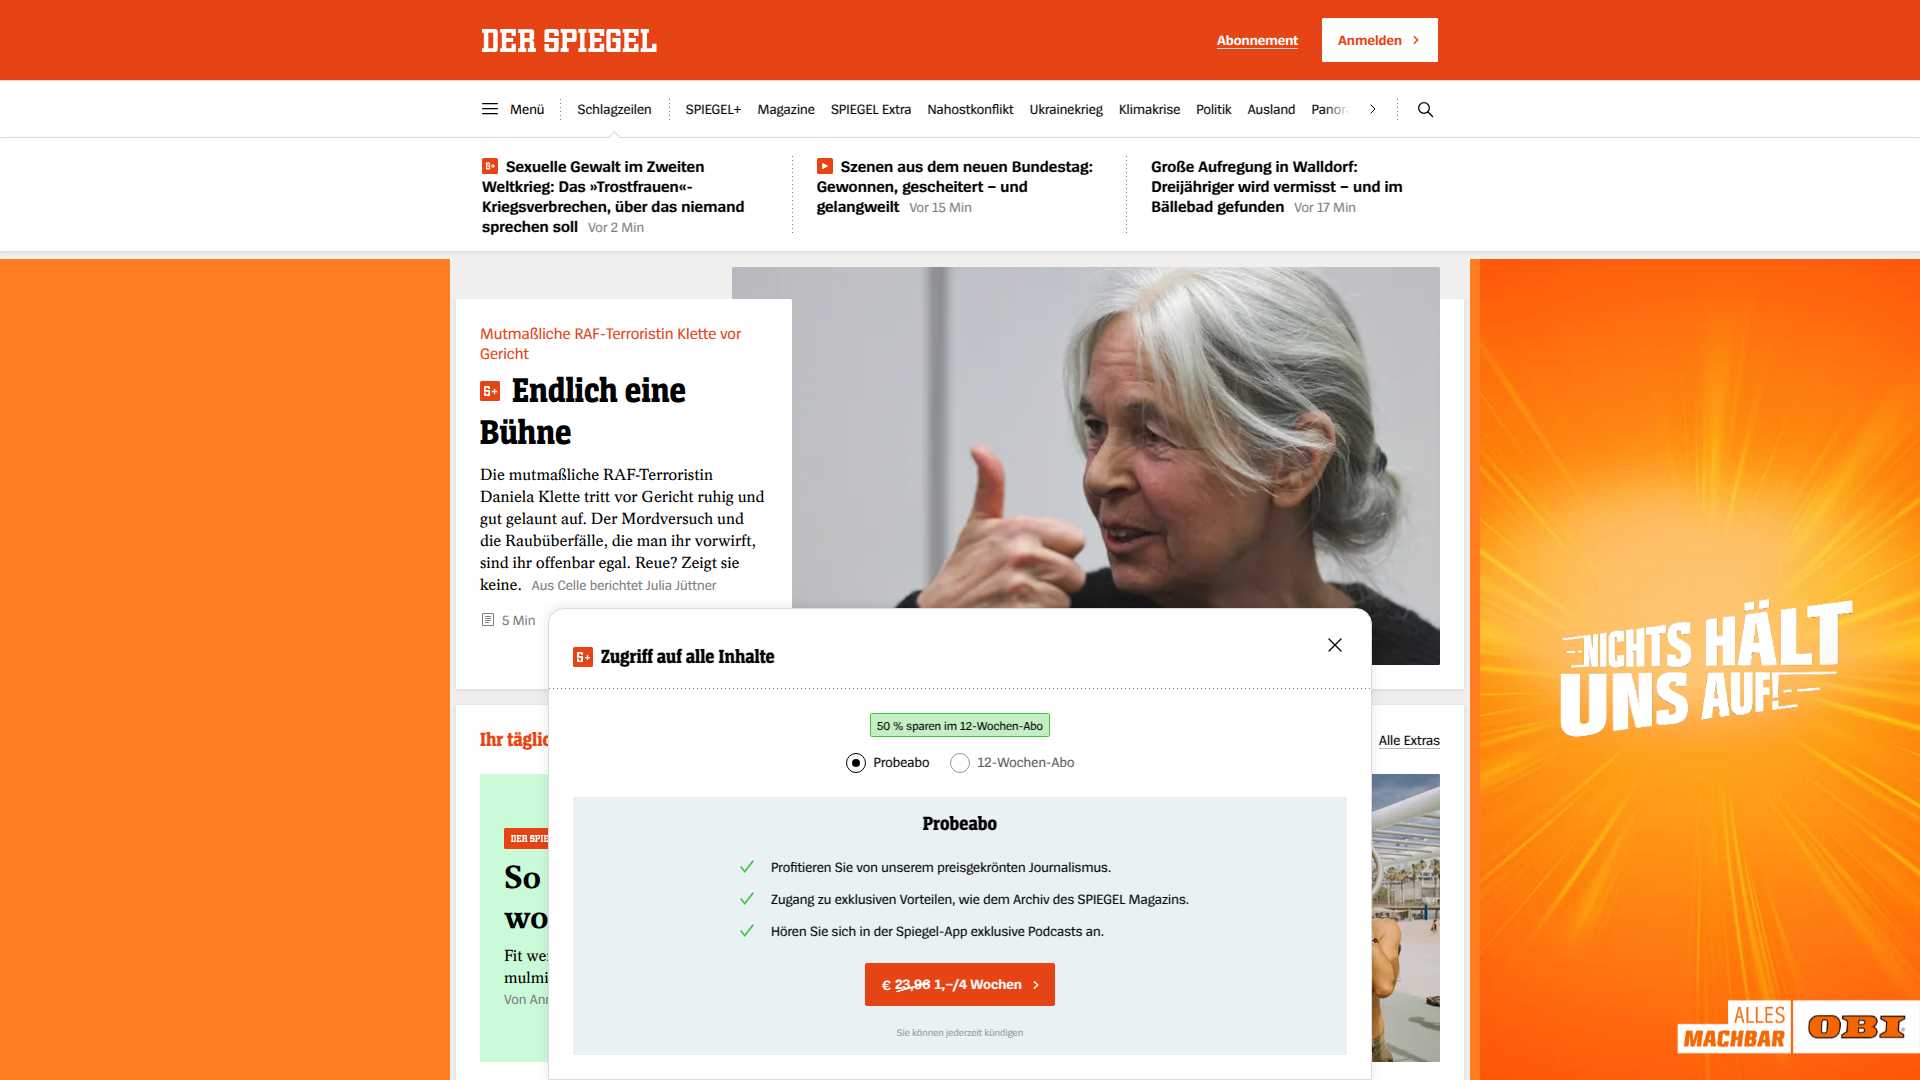 DER SPIEGEL
Abonnement
Anmelden
Menü
Schlagzeilen
SPIEGEL+
Magazine
SPIEGEL Extra
Nahostkonflikt
Ukrainekrieg
Klimakrise
Politik
Ausland
Panor
Sexuelle Gewalt im Zweiten
Weltkrieg: Das »Trostfrauen«-
Kriegsverbrechen, über das niemand
sprechen soll Vor 2 Min
Szenen aus dem neuen Bundestag:
Gewonnen, gescheitert – und
gelangweilt Vor 15 Min
Große Aufregung in Walldorf:
Dreijähriger wird vermisst – und im
Bällebad gefunden Vor 17 Min
Mutmaßliche RAF-Terroristin Klette vor
Gericht
Endlich eine
Bühne
Die mutmaßliche RAF-Terroristin
Daniela Klette tritt vor Gericht ruhig und
gut gelaunt auf. Der Mordversuch und
die Raubüberfälle, die man ihr vorwirft,
sind ihr offenbar egal. Reue? Zeigt sie
keine. Aus Celle berichtet Julia Jüttner
5 Min
Zugriff auf alle Inhalte
50 % sparen im 12-Wochen-Abo
Probeabo
12-Wochen-Abo
Probeabo
Profitieren Sie von unserem preisgekrönten Journalismus.
Zugang zu exklusiven Vorteilen, wie dem Archiv des SPIEGEL Magazins.
Hören Sie sich in der Spiegel-App exklusive Podcasts an.
€ 23,96 1,–/4 Wochen
Sie können jederzeit kündigen
Ihr täglic
Alle Extras
DER SPIE
So
wo
Fit we
mulmi
Von Ann
NICHTS HÄLT
UNS AUF!
ALLES
MACHBAR
OBI